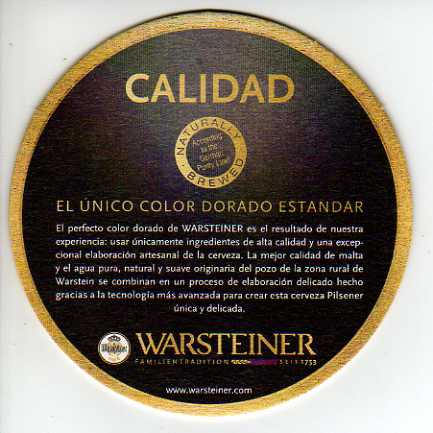 CALIDAD
NATURALLY
According
to the
German
Purity Law!
BREWED
EL ÚNICO COLOR DORADO ESTANDAR
El perfecto color dorado de WARSTEINER es el resultado de nuestra
experiencia: usar únicamente ingredientes de alta calidad y una excep-
cional elaboración artesanal de la cerveza. La mejor calidad de malta
y el agua pura, natural y suave originaria del pozo de la zona rural de
Warstein se combinan en un proceso de elaboración delicado hecho
gracias a la tecnología más avanzada para crear esta cerveza Pilsener
única y delicada.
WARSTEINER
FAMILIENTRADITION SEIT 1753
www.warsteiner.com